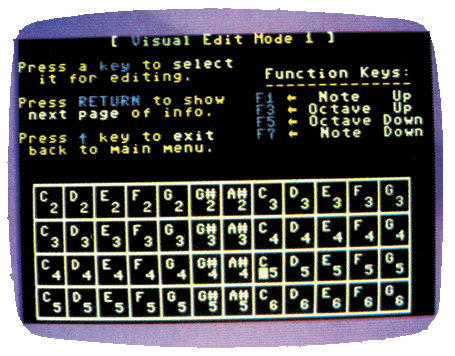 [ Visual Edit Mode 1 ]
Press a key to select
it for editing.
Press RETURN to show
next page of info.
Press ↑ key to exit
back to Main Menu.
Function Keys:
F1 ← Note Up
F3 ← Octave Up
F5 ← Octave Down
F7 ← Note Down
C2 D2 E2 F2 G2 G#2 A#2 C3 D3 E3 F3 G3
C3 D3 E3 F3 G3 G#3 A#3 C4 D4 E4 F4 G4
C4 D4 E4 F4 G4 G#4 A#4 C5 D5 E5 F5 G5
C5 D5 E5 F5 G5 G#5 A#5 C6 D6 E6 F6 G6